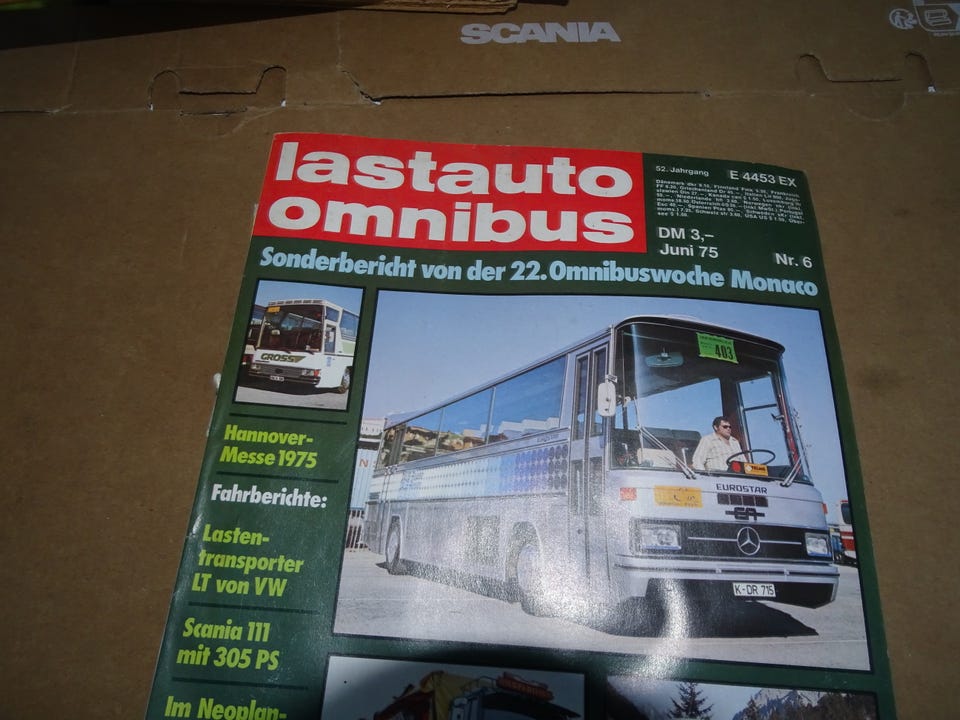 SCANIA
lastauto
omnibus
52. Jahrgang
E 4453 EX
DM 3,–
Juni 75
Nr. 6
Sonderbericht von der 22. Omnibuswoche Monaco
GROSS
403
EUROSTAR
K-DR 715
Hannover-
Messe 1975
Fahrberichte:
Lasten-
transporter
LT von VW
Scania 111
mit 305 PS
Im Neoplan-